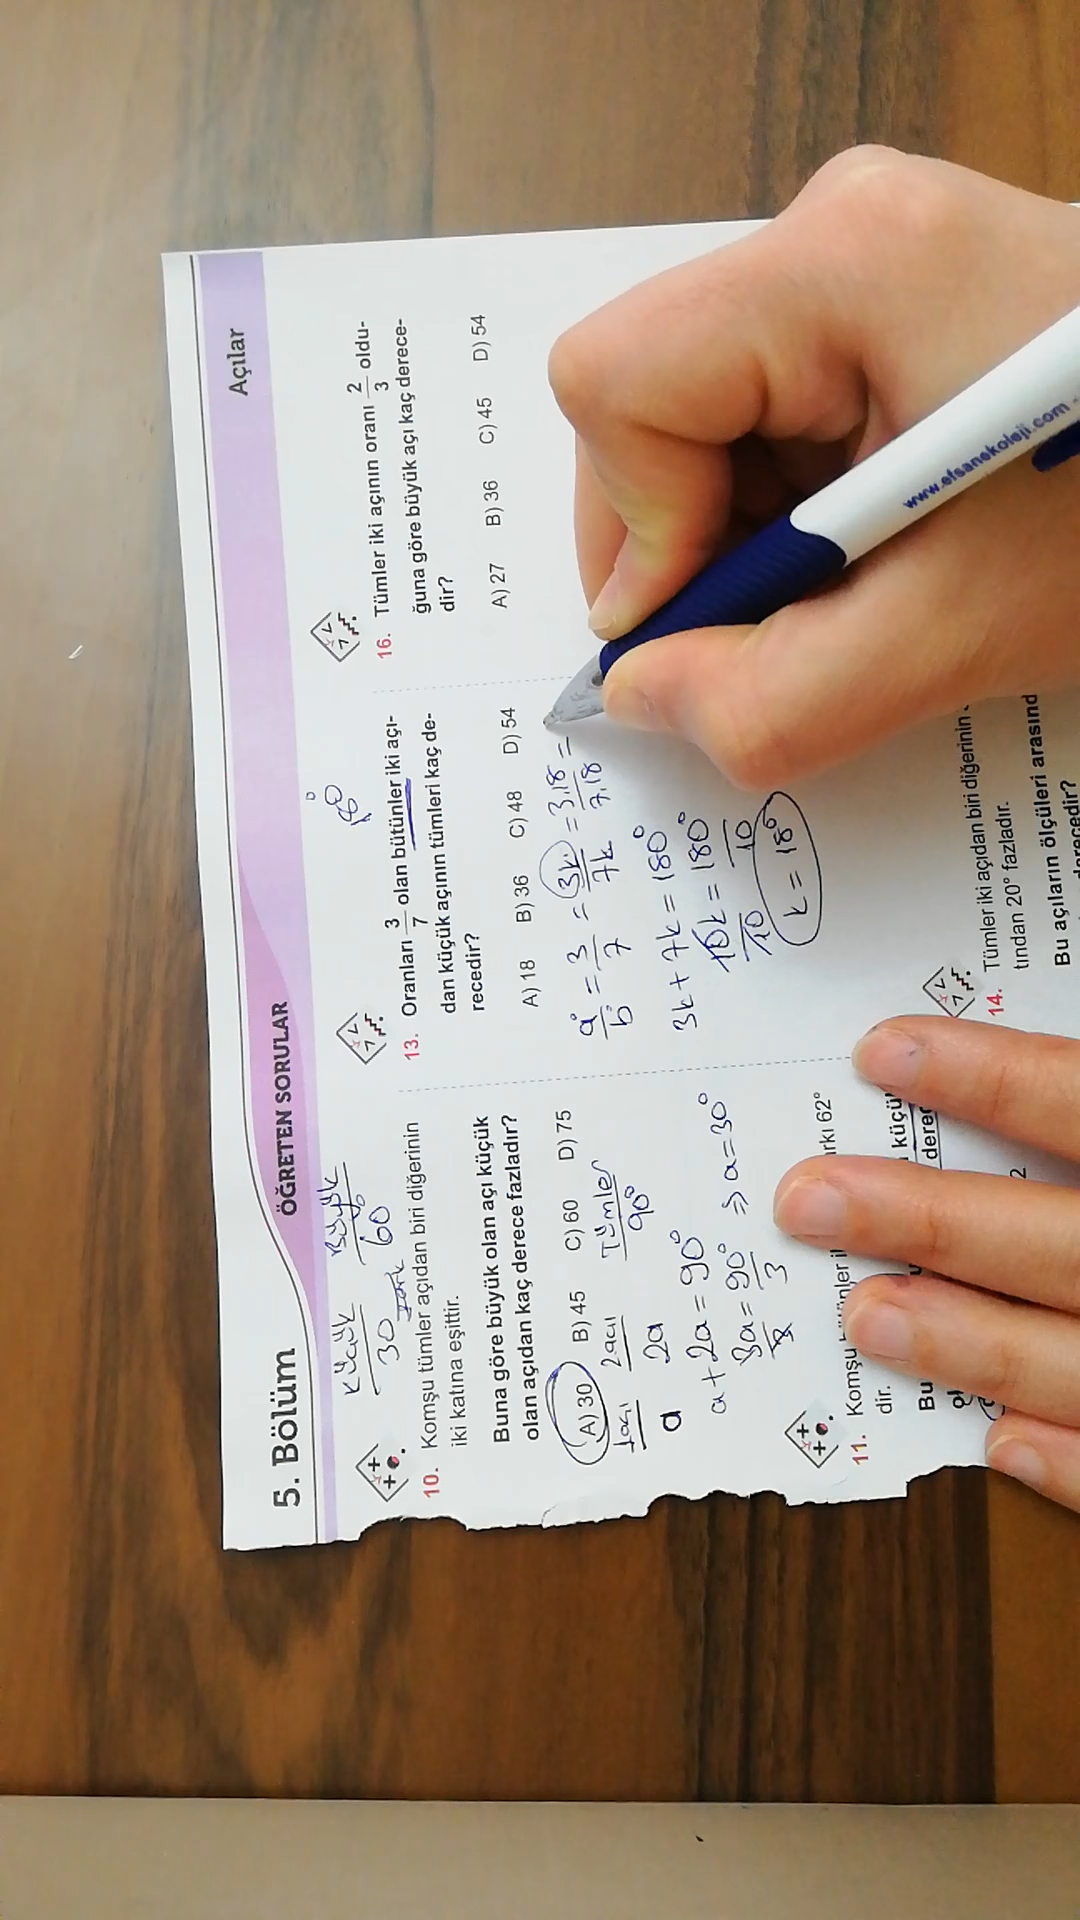 5. Bölüm
ÖĞRETEN SORULAR
Açılar
Küçük Büyük
30 fark 60
10. Komşu tümler açıdan biri diğerinin
iki katına eşittir.
Buna göre büyük olan açı küçük
olan açıdan kaç derece fazladır?
A) 30 B) 45 C) 60 D) 75
1açı 2açı Tümler
a 2a 90°
a + 2a = 90°
3a = 90° ⇒ a = 30°
3 3
11. Komşu
dir.
Bu
62°
küçü
2
180°
13. Oranları 3/7 olan bütünler iki açı-
dan küçük açının tümleri kaç de-
recedir?
A) 18 B) 36 C) 48 D) 54
a/b = 3/7 = 3k/7k = 3.18/7.18 =
3k + 7k = 180°
10k = 180°
10 10
k = 18°
14. Tümler iki açıdan biri diğerinin
tından 20° fazladır.
Bu açıların ölçüleri arasınd
16. Tümler iki açının oranı 2/3 oldu-
ğuna göre büyük açı kaç derece-
dir?
A) 27 B) 36 C) 45 D) 54
www.efsanekoleji.com